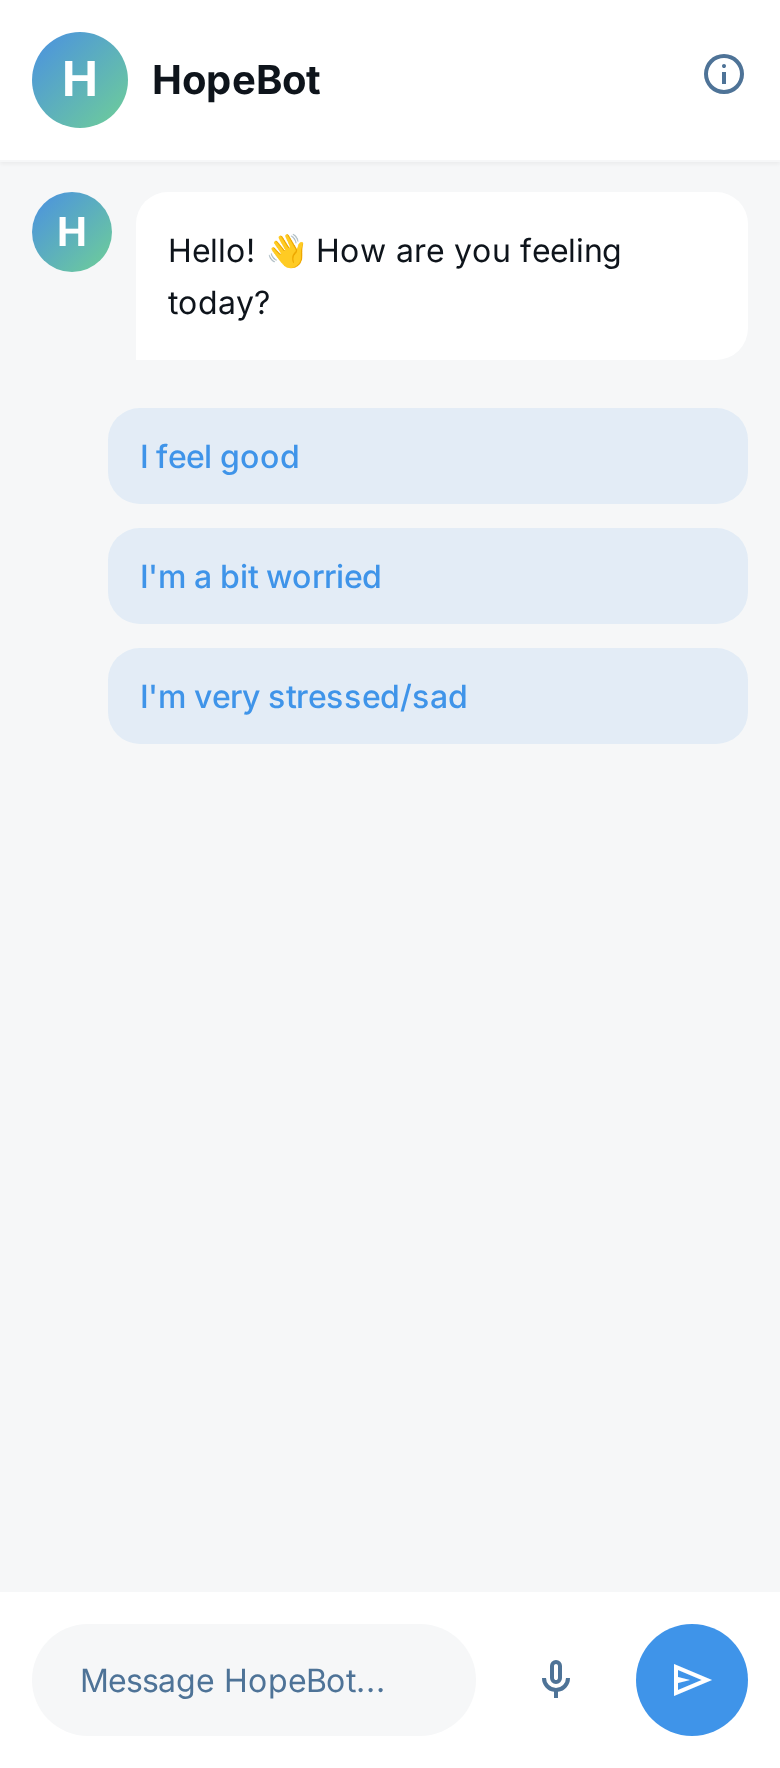 H
HopeBot
H
Hello! 👋 How are you feeling
today?
I feel good
I'm a bit worried
I'm very stressed/sad
Message HopeBot...